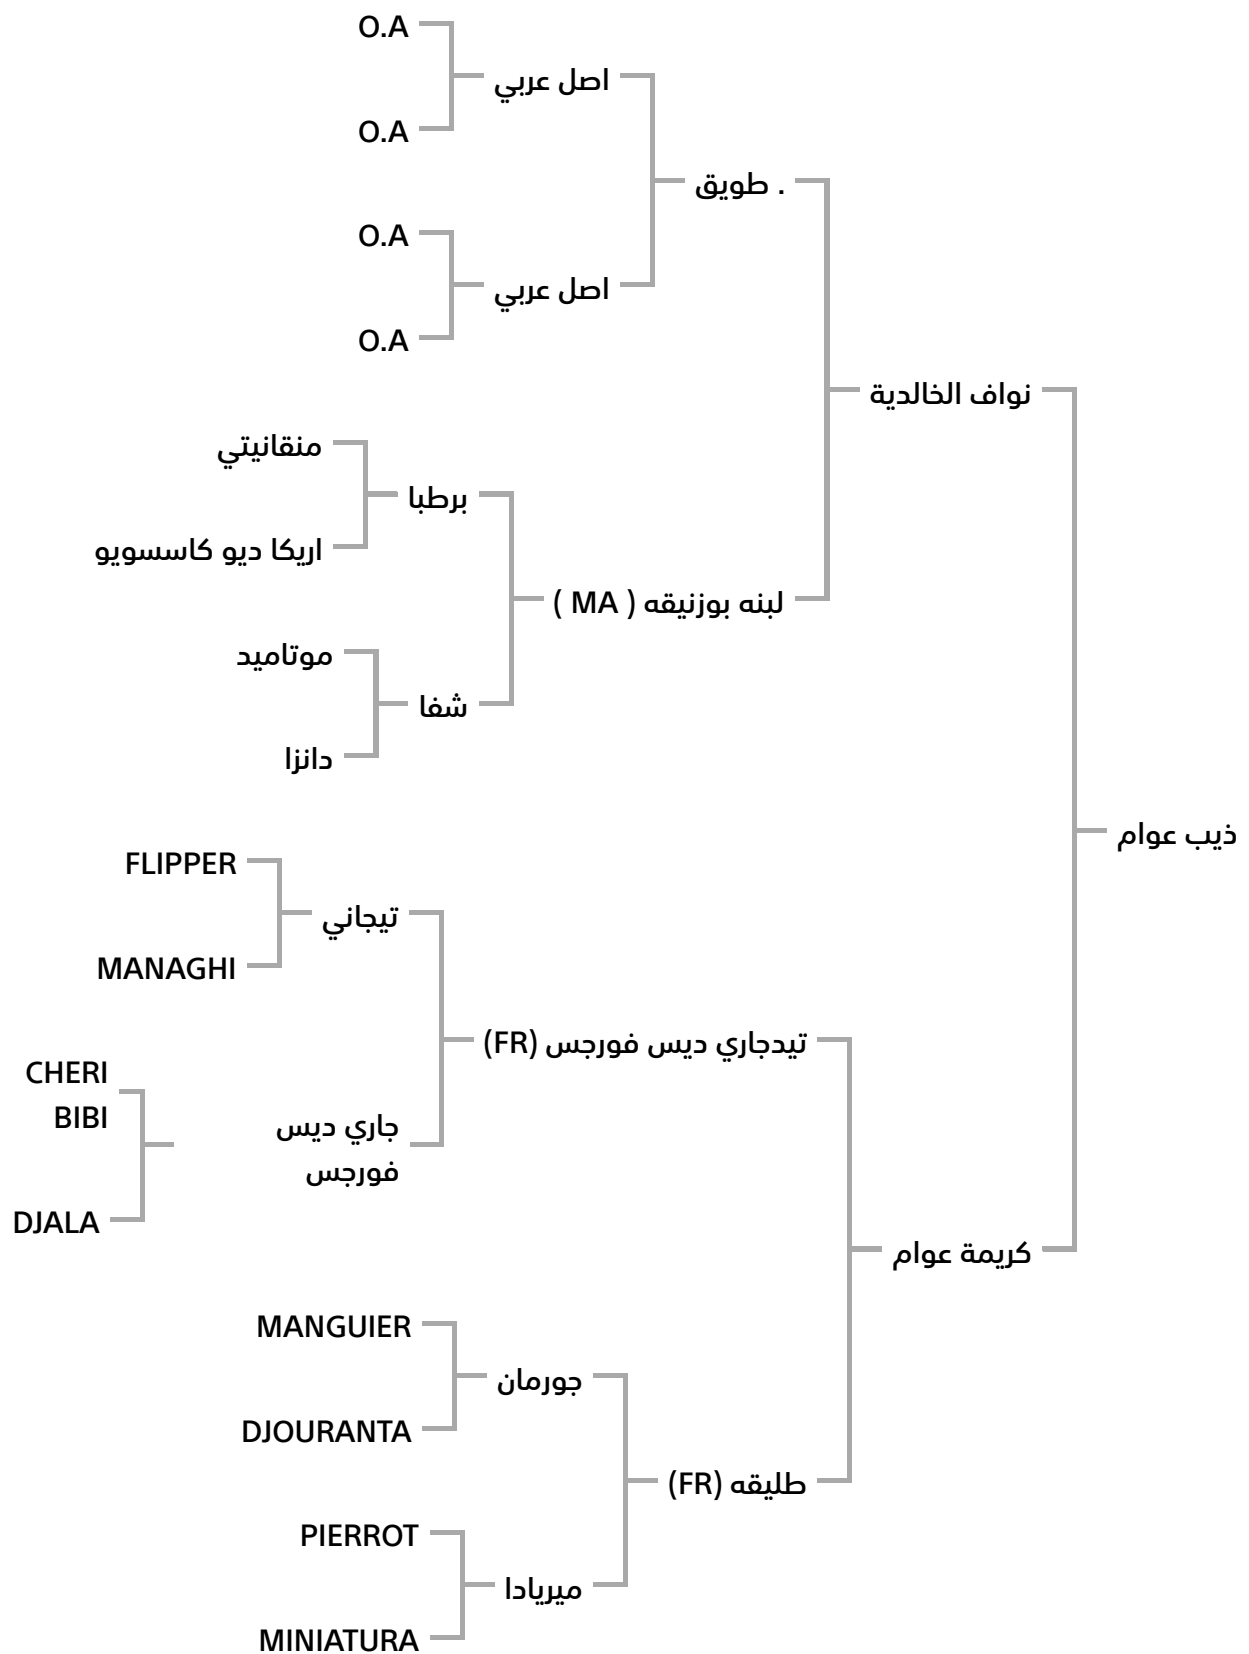 O.A
اصل عربي
O.A
. طويق
O.A
اصل عربي
O.A
نواف الخالدية
منقانيتي
برطبا
اريكا ديو كاسسويو
لبنه بوزنيقه ( MA )
موتاميد
شفا
دانزا
ذيب عوام
FLIPPER
تيجاني
MANAGHI
تيدجاري ديس فورجس (FR)
CHERI
BIBI
جاري ديس
فورجس
DJALA
كريمة عوام
MANGUIER
جورمان
DJOURANTA
طليقه (FR)
PIERROT
ميريادا
MINIATURA